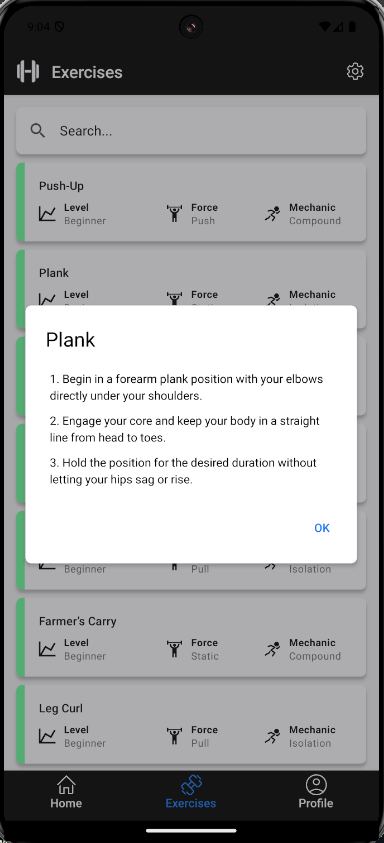 9:04
Exercises
Search...
Push-Up
Level Force Mechanic
Beginner Push Compound
Plank
Level Force Mechanic
Plank
1. Begin in a forearm plank position with your elbows
directly under your shoulders.
2. Engage your core and keep your body in a straight
line from head to toes.
3. Hold the position for the desired duration without
letting your hips sag or rise.
OK
Beginner Pull Isolation
Farmer's Carry
Level Force Mechanic
Beginner Static Compound
Leg Curl
Level Force Mechanic
Beginner Pull Isolation
Home Exercises Profile